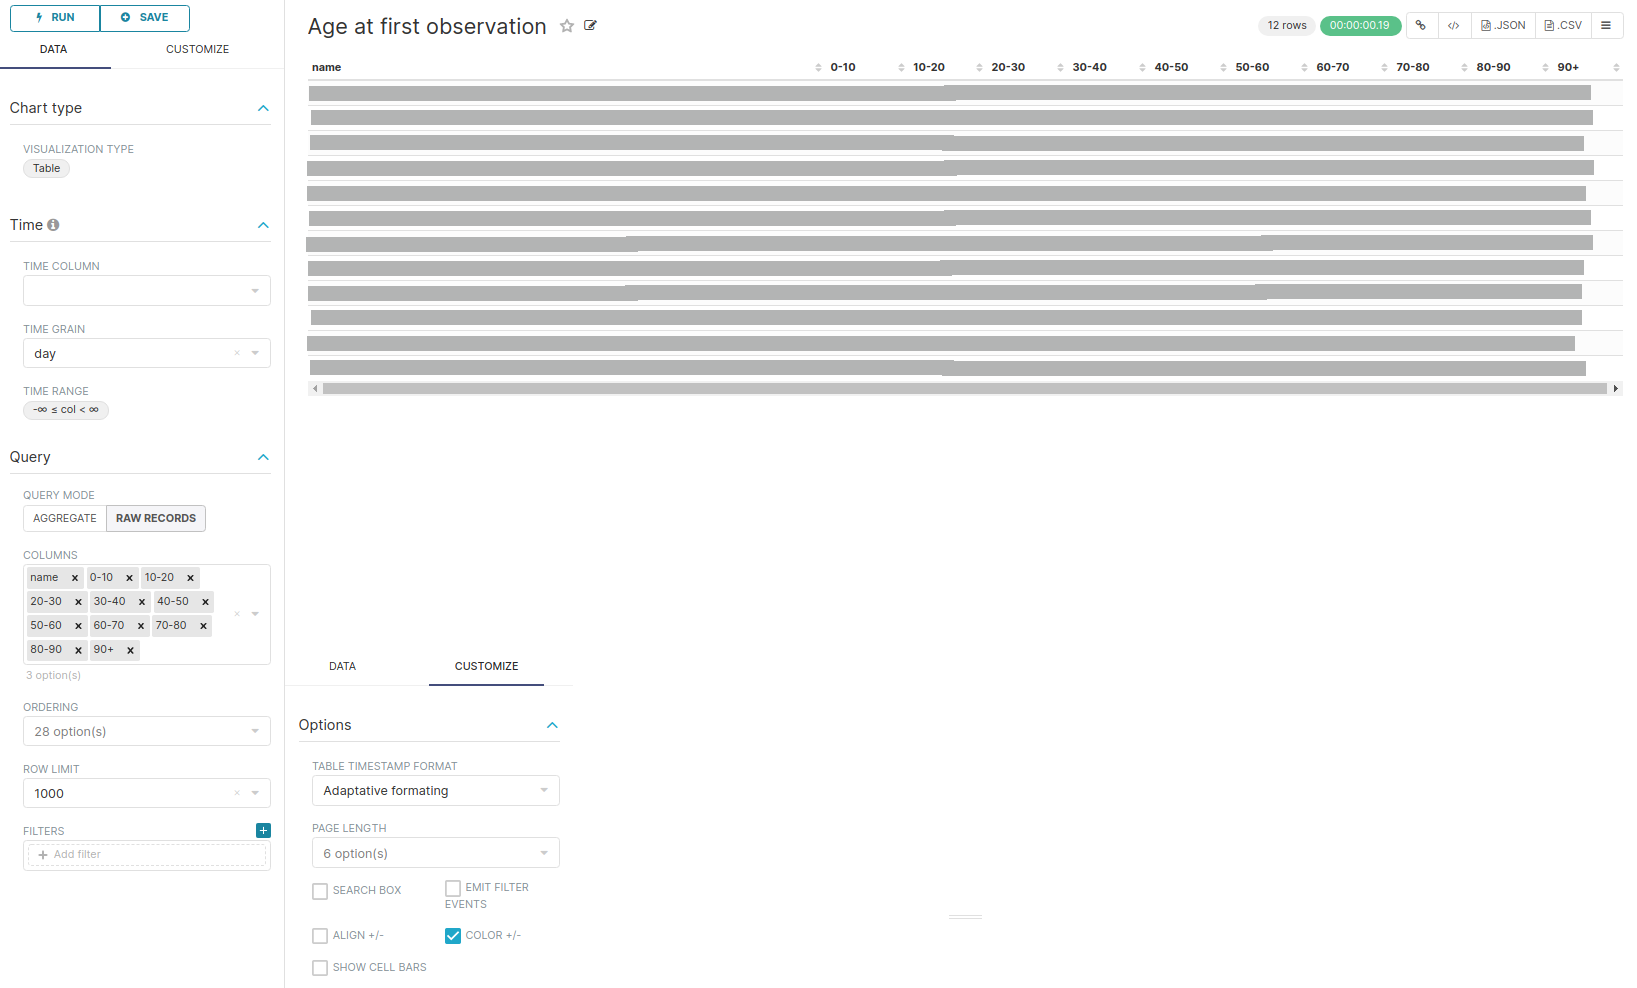 RUN
SAVE
DATA
CUSTOMIZE
Chart type
VISUALIZATION TYPE
Table
Time
TIME COLUMN
TIME GRAIN
day
TIME RANGE
-∞ ≤ col < ∞
Query
QUERY MODE
AGGREGATE RAW RECORDS
COLUMNS
name × 0-10 × 10-20 ×
20-30 × 30-40 × 40-50 ×
50-60 × 60-70 × 70-80 ×
80-90 × 90+ ×
3 option(s)
ORDERING
28 option(s)
ROW LIMIT
1000
FILTERS
+ Add filter
Age at first observation
12 rows 00:00:00.19 </> .JSON .CSV
name 0-10 10-20 20-30 30-40 40-50 50-60 60-70 70-80 80-90 90+
DATA CUSTOMIZE
Options
TABLE TIMESTAMP FORMAT
Adaptative formating
PAGE LENGTH
6 option(s)
SEARCH BOX
EMIT FILTER
EVENTS
ALIGN +/-
COLOR +/-
SHOW CELL BARS